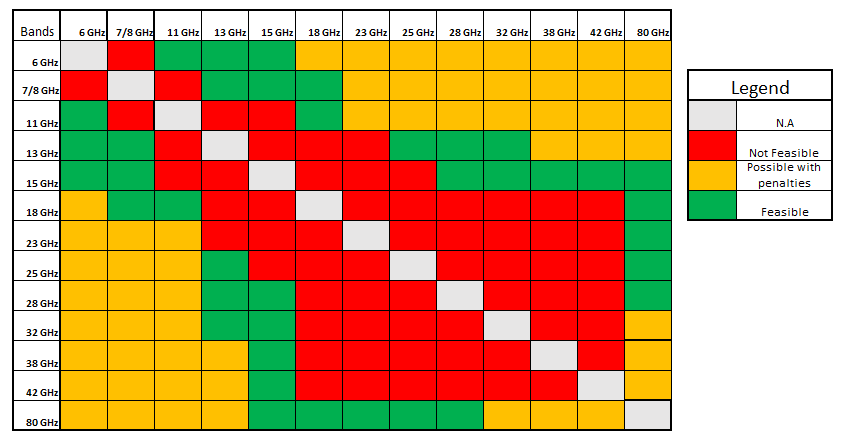 Bands 6 GHz 7/8 GHz 11 GHz 13 GHz 15 GHz 18 GHz 23 GHz 25 GHz 28 GHz 32 GHz 38 GHz 42 GHz 80 GHz
6 GHz
7/8 GHz
11 GHz
13 GHz
15 GHz
18 GHz
23 GHz
25 GHz
28 GHz
32 GHz
38 GHz
42 GHz
80 GHz
Legend
N.A
Not Feasible
Possible with
penalties
Feasible